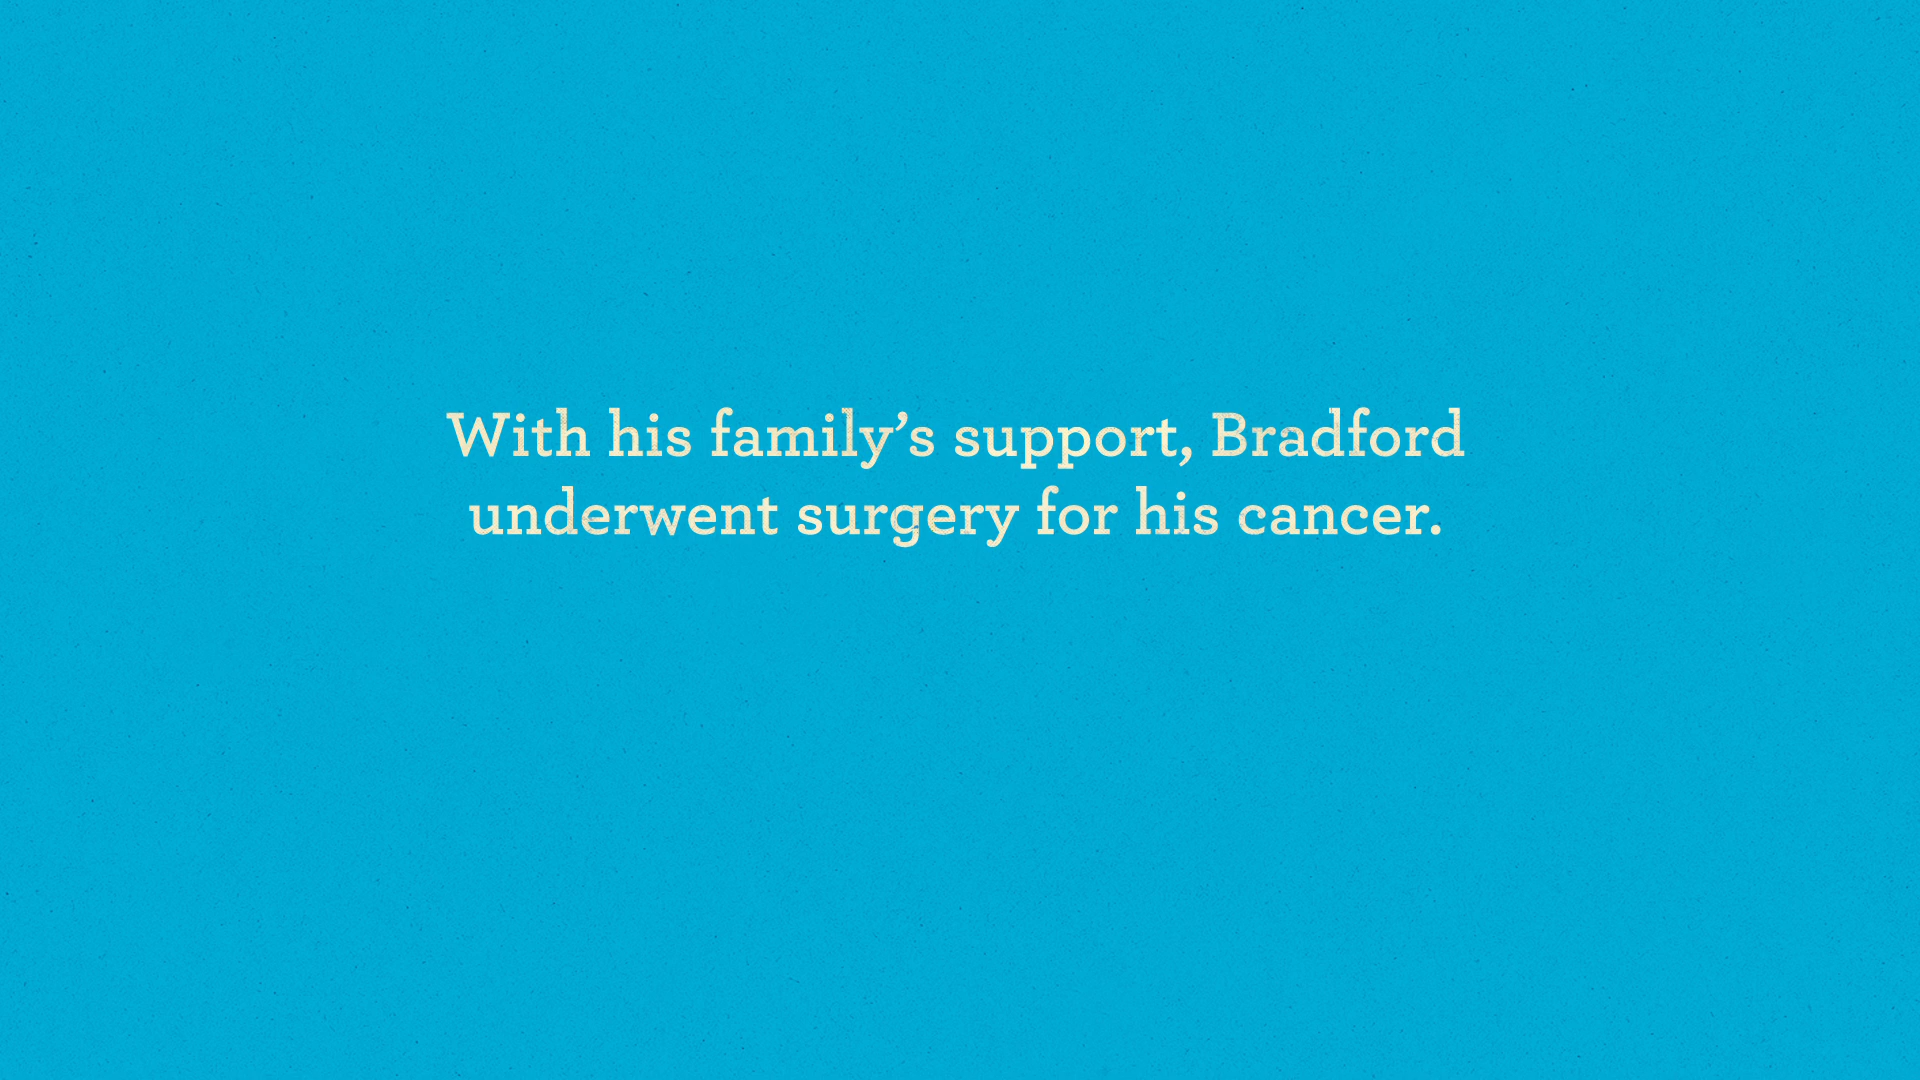 With his family’s support, Bradford
underwent surgery for his cancer.